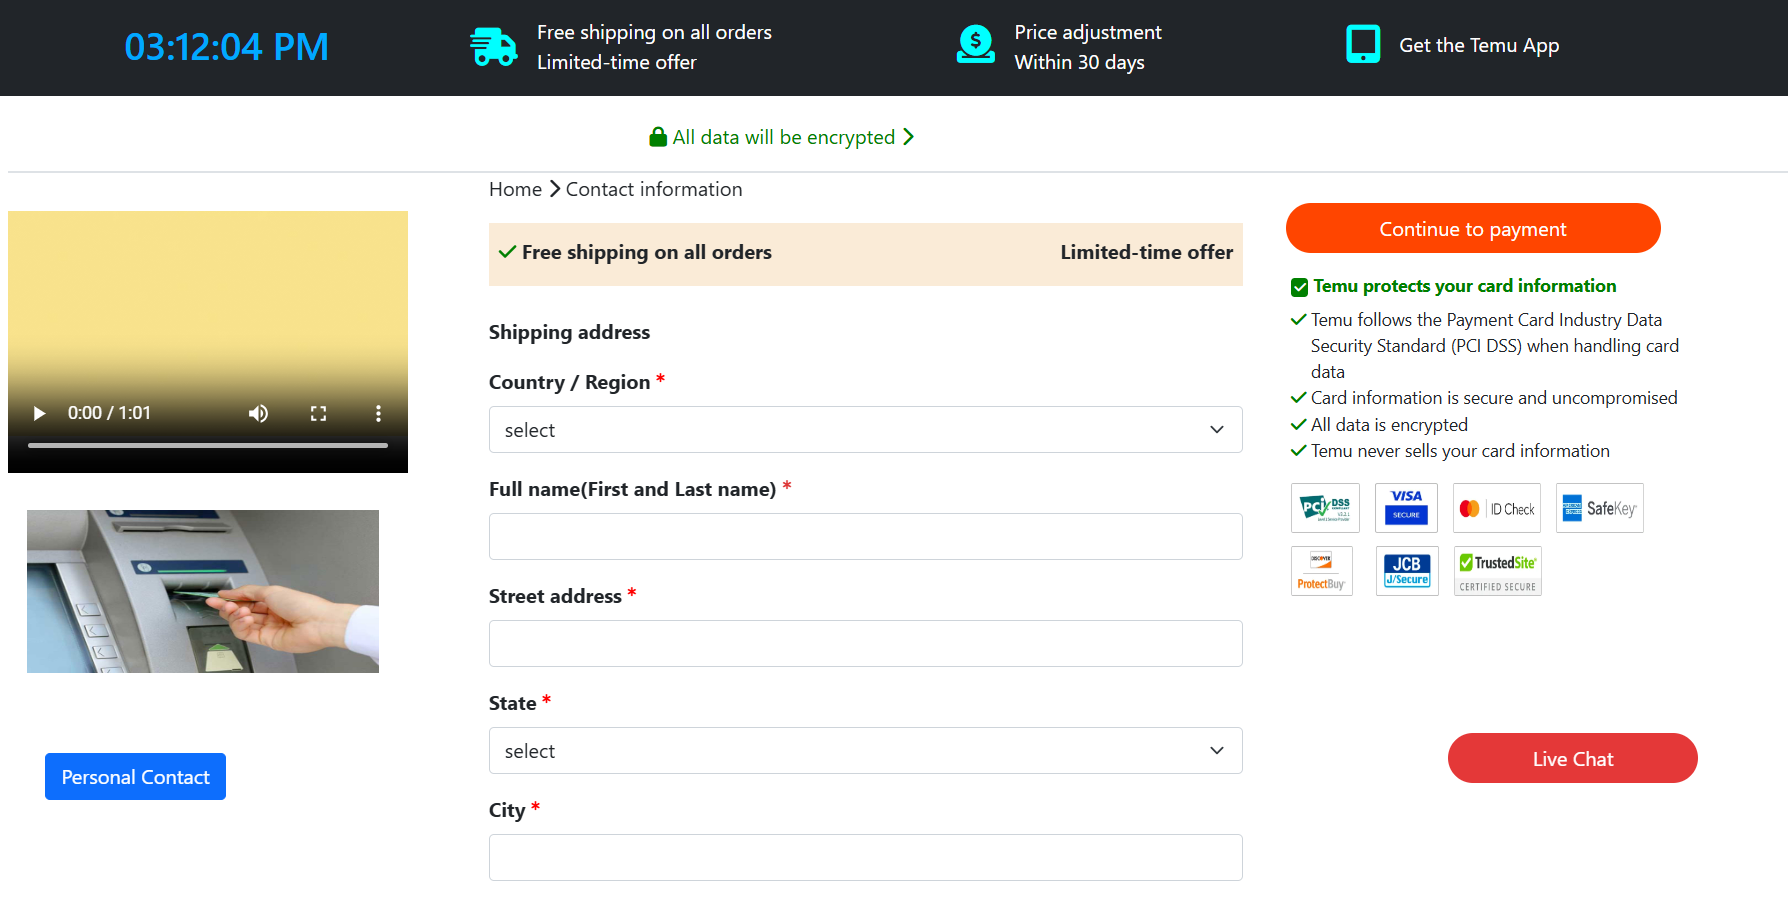 03:12:04 PM
Free shipping on all orders
Limited-time offer
Price adjustment
Within 30 days
Get the Temu App
All data will be encrypted
Home
Contact information
Free shipping on all orders
Limited-time offer
Shipping address
Country / Region *
select
Full name(First and Last name) *
Street address *
State *
select
City *
0:00 / 1:01
Personal Contact
Continue to payment
Temu protects your card information
Temu follows the Payment Card Industry Data
Security Standard (PCI DSS) when handling card
data
Card information is secure and uncompromised
All data is encrypted
Temu never sells your card information
PCI DSS
VISA
SECURE
ID Check
SafeKey
DISCOVER
ProtectBuy
JCB
J/Secure
TrustedSite
CERTIFIED SECURE
Live Chat